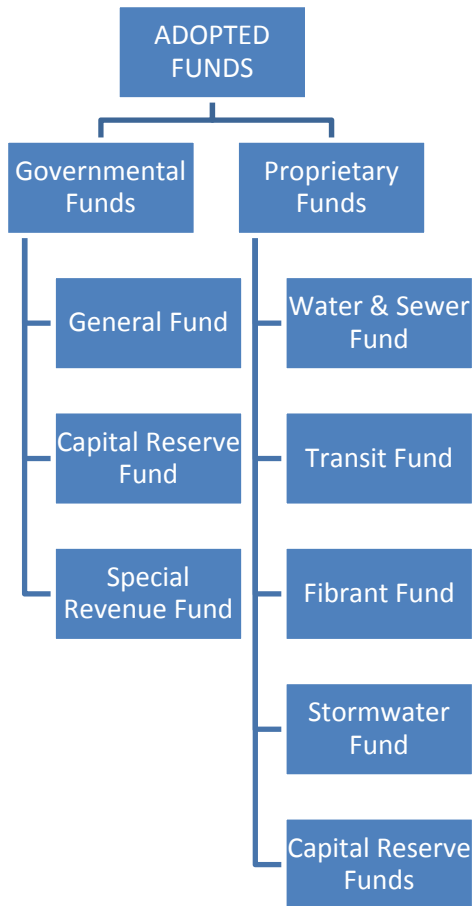 ADOPTED
FUNDS
Governmental
Funds
Proprietary
Funds
General Fund
Capital Reserve
Fund
Special
Revenue Fund
Water & Sewer
Fund
Transit Fund
Fibrant Fund
Stormwater
Fund
Capital Reserve
Funds